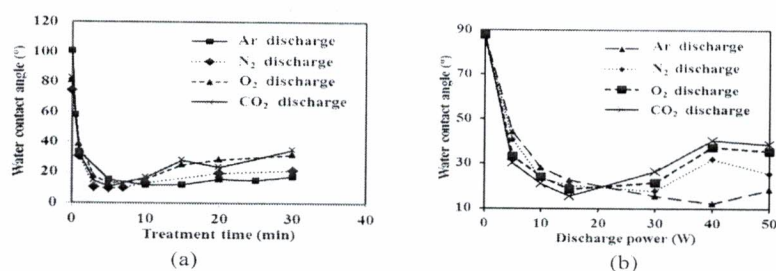 (a)
120
100
80
60
40
20
0
Water contact angle (°)
Ar discharge
N₂ discharge
O₂ discharge
CO₂ discharge
0 10 20 30 40
Treatment time (min)
(a)
(b)
90
70
50
30
10
Water contact angle (°)
Ar discharge
N₂ discharge
O₂ discharge
CO₂ discharge
0 10 20 30 40 50
Discharge power (W)
(b)